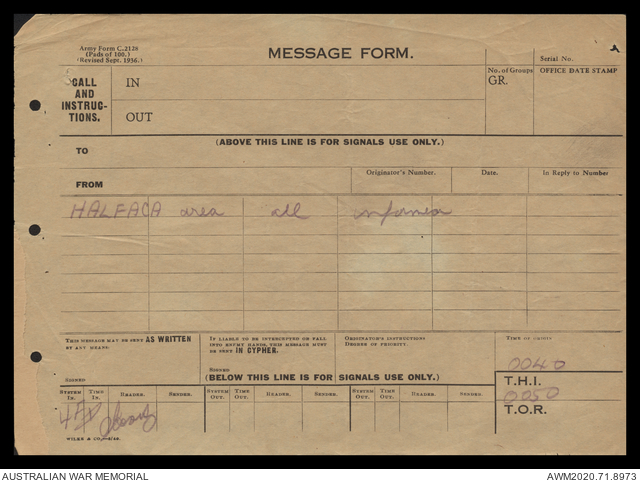 Army Form C.2128
(Pads of 100.)
(Revised Sept. 1936.)
MESSAGE FORM.
Serial No.
CALL AND INSTRUC-TIONS,
IN
OUT
No. of Groups
GR.
OFFICE DATE STAMP
(ABOVE THIS LINE IS FOR SIGNALS USE ONLY.)
TO
FROM
Originator's Number.
Date.
In Reply to Number
HALFACA area all informed
THIS MESSAGE MAY BE SENT AS WRITTEN
BY ANY MEANS.
SIGNED
IF LIABLE TO BE INTERCEPTED OR FALL
INTO ENEMY HANDS, THIS MESSAGE MUST
BE SENT IN CYPHER.
SIGNED
ORIGINATOR'S INSTRUCTIONS
DEGREE OF PRIORITY.
TIME OF ORIGIN
0040
(BELOW THIS LINE IS FOR SIGNALS USE ONLY.)
T.H.I.
0050
T.O.R.
SYSTEM IN. TIME IN. READER. SENDER. SYSTEM OUT. TIME OUT. READER. SENDER. SYSTEM OUT. TIME OUT. READER. SENDER.
AUSTRALIAN WAR MEMORIAL
AWM2020.71.8973